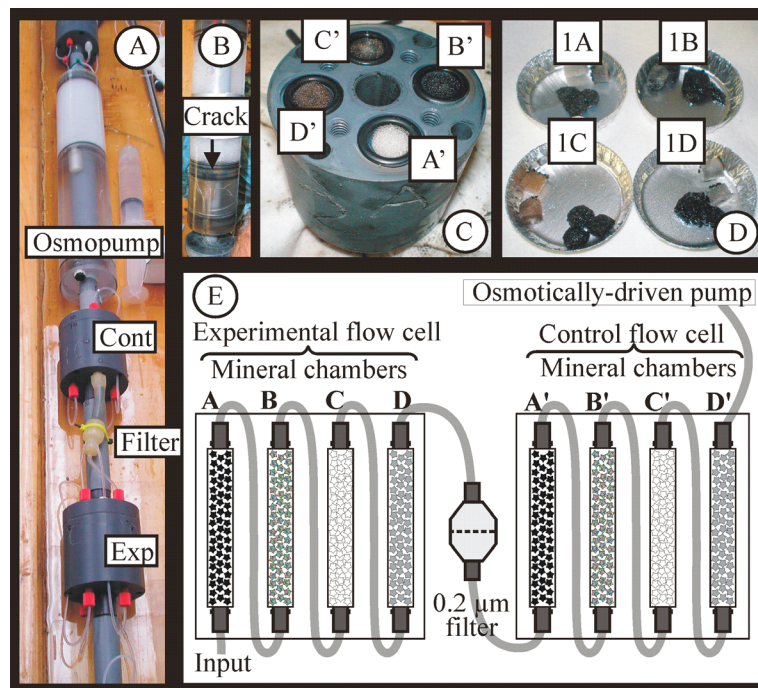 A
Osmopump
Cont
Filter
Exp
B
Crack
C'
B'
D'
A'
C
1A
1B
1C
1D
D
E
Osmotically-driven pump
Experimental flow cell
Control flow cell
Mineral chambers
Mineral chambers
A B C D
A' B' C' D'
0.2 µm
filter
Input